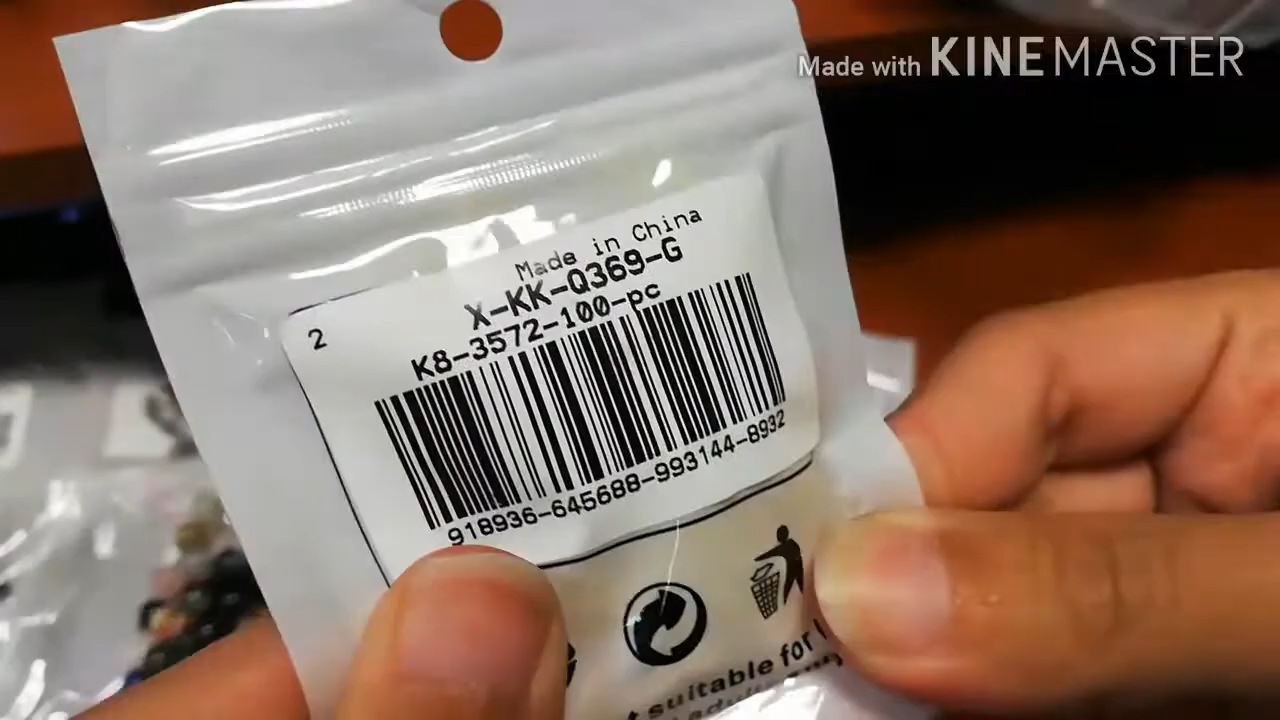 Made with KINEMASTER
Made in China
X-KK-Q369-G
2
K8-3572-100-pc
918936-645688-993144-8932
suitable for